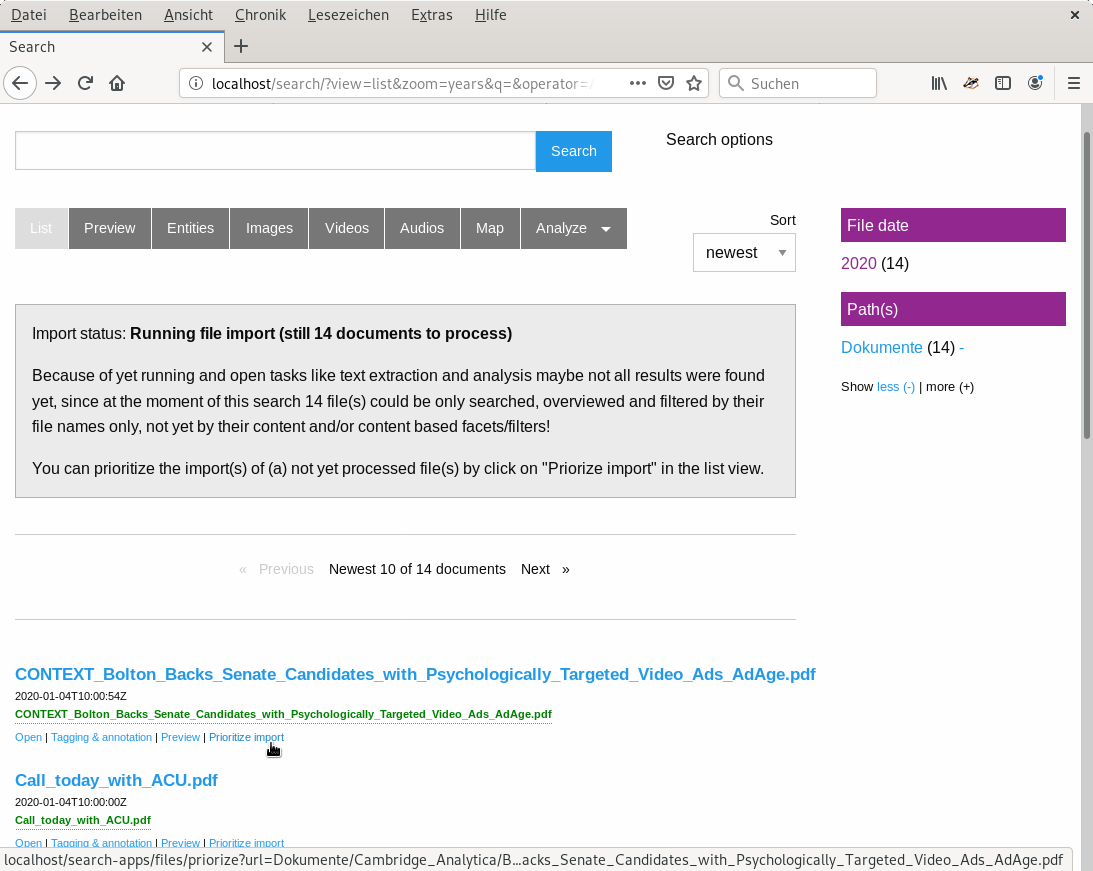 Datei Bearbeiten Ansicht Chronik Lesezeichen Extras Hilfe
Search
localhost/search/?view=list&zoom=years&q=&operator=
Suchen
Search
Search options
List Preview Entities Images Videos Audios Map Analyze
Sort
newest
File date
2020 (14)
Path(s)
Dokumente (14) -
Show less (-) | more (+)
Import status: Running file import (still 14 documents to process)
Because of yet running and open tasks like text extraction and analysis maybe not all results were found
yet, since at the moment of this search 14 file(s) could be only searched, overviewed and filtered by their
file names only, not yet by their content and/or content based facets/filters!
You can prioritize the import(s) of (a) not yet processed file(s) by click on "Priorize import" in the list view.
« Previous Newest 10 of 14 documents Next »
CONTEXT_Bolton_Backs_Senate_Candidates_with_Psychologically_Targeted_Video_Ads_AdAge.pdf
2020-01-04T10:00:54Z
CONTEXT_Bolton_Backs_Senate_Candidates_with_Psychologically_Targeted_Video_Ads_AdAge.pdf
Open | Tagging & annotation | Preview | Prioritize import
Call_today_with_ACU.pdf
2020-01-04T10:00:00Z
Call_today_with_ACU.pdf
Open | Tagging & annotation | Preview | Prioritize import
localhost/search-apps/files/priorize?url=Dokumente/Cambridge_Analytica/B…acks_Senate_Candidates_with_Psychologically_Targeted_Video_Ads_AdAge.pdf